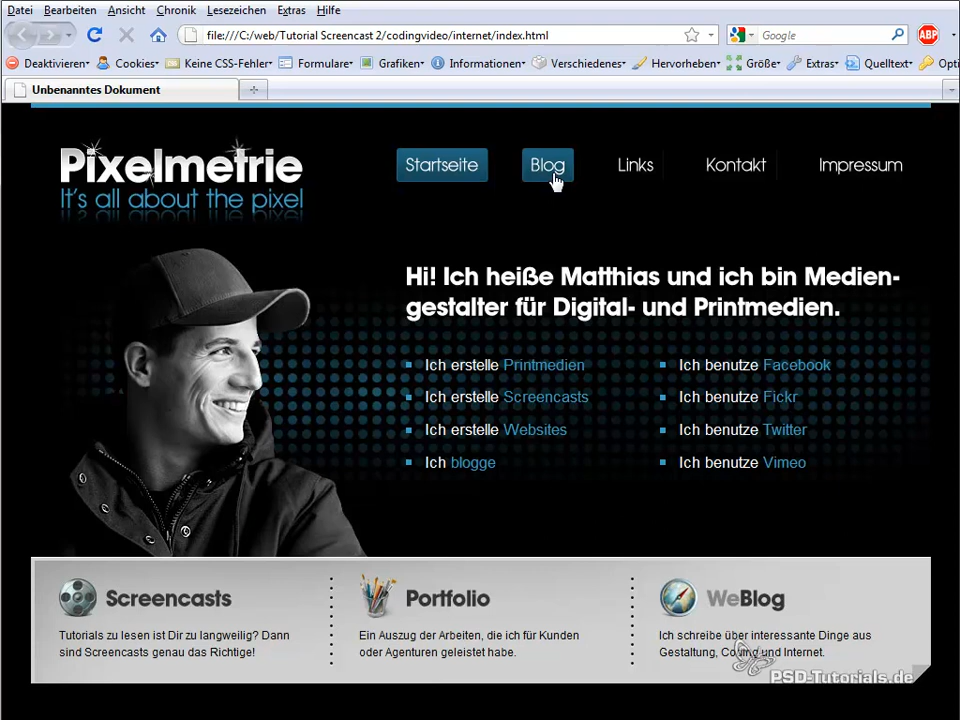 Datei Bearbeiten Ansicht Chronik Lesezeichen Extras Hilfe
file:///C:/web/Tutorial Screencast 2/codingvideo/internet/index.html
Google
ABP
Deaktivieren Cookies Keine CSS-Fehler Formulare Grafiken Informationen Verschiedenes Hervorheben Größe Extras Quelltext Opti
Unbenanntes Dokument
Pixelmetrie
It's all about the pixel
Startseite Blog Links Kontakt Impressum
Hi! Ich heiße Matthias und ich bin Medien-
gestalter für Digital- und Printmedien.
Ich erstelle Printmedien
Ich erstelle Screencasts
Ich erstelle Websites
Ich blogge
Ich benutze Facebook
Ich benutze Fickr
Ich benutze Twitter
Ich benutze Vimeo
Screencasts
Tutorials zu lesen ist Dir zu langweilig? Dann
sind Screencasts genau das Richtige!
Portfolio
Ein Auszug der Arbeiten, die ich für Kunden
oder Agenturen geleistet habe.
WeBlog
Ich schreibe über interessante Dinge aus
Gestaltung, Coding und Internet.
PSD-Tutorials.de